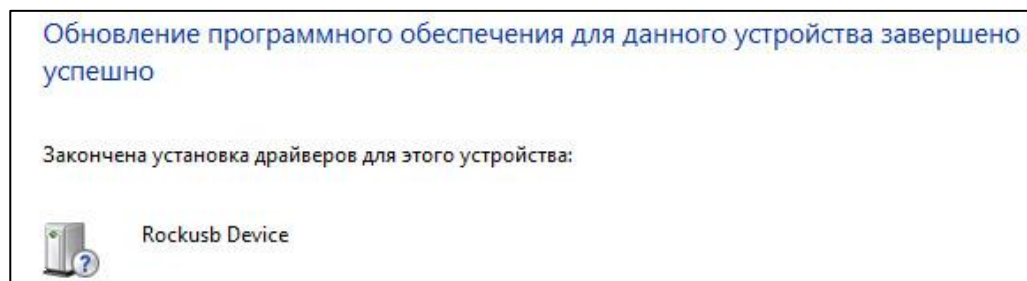 Обновление программного обеспечения для данного устройства завершено
успешно
Закончена установка драйверов для этого устройства:
Rockusb Device
?